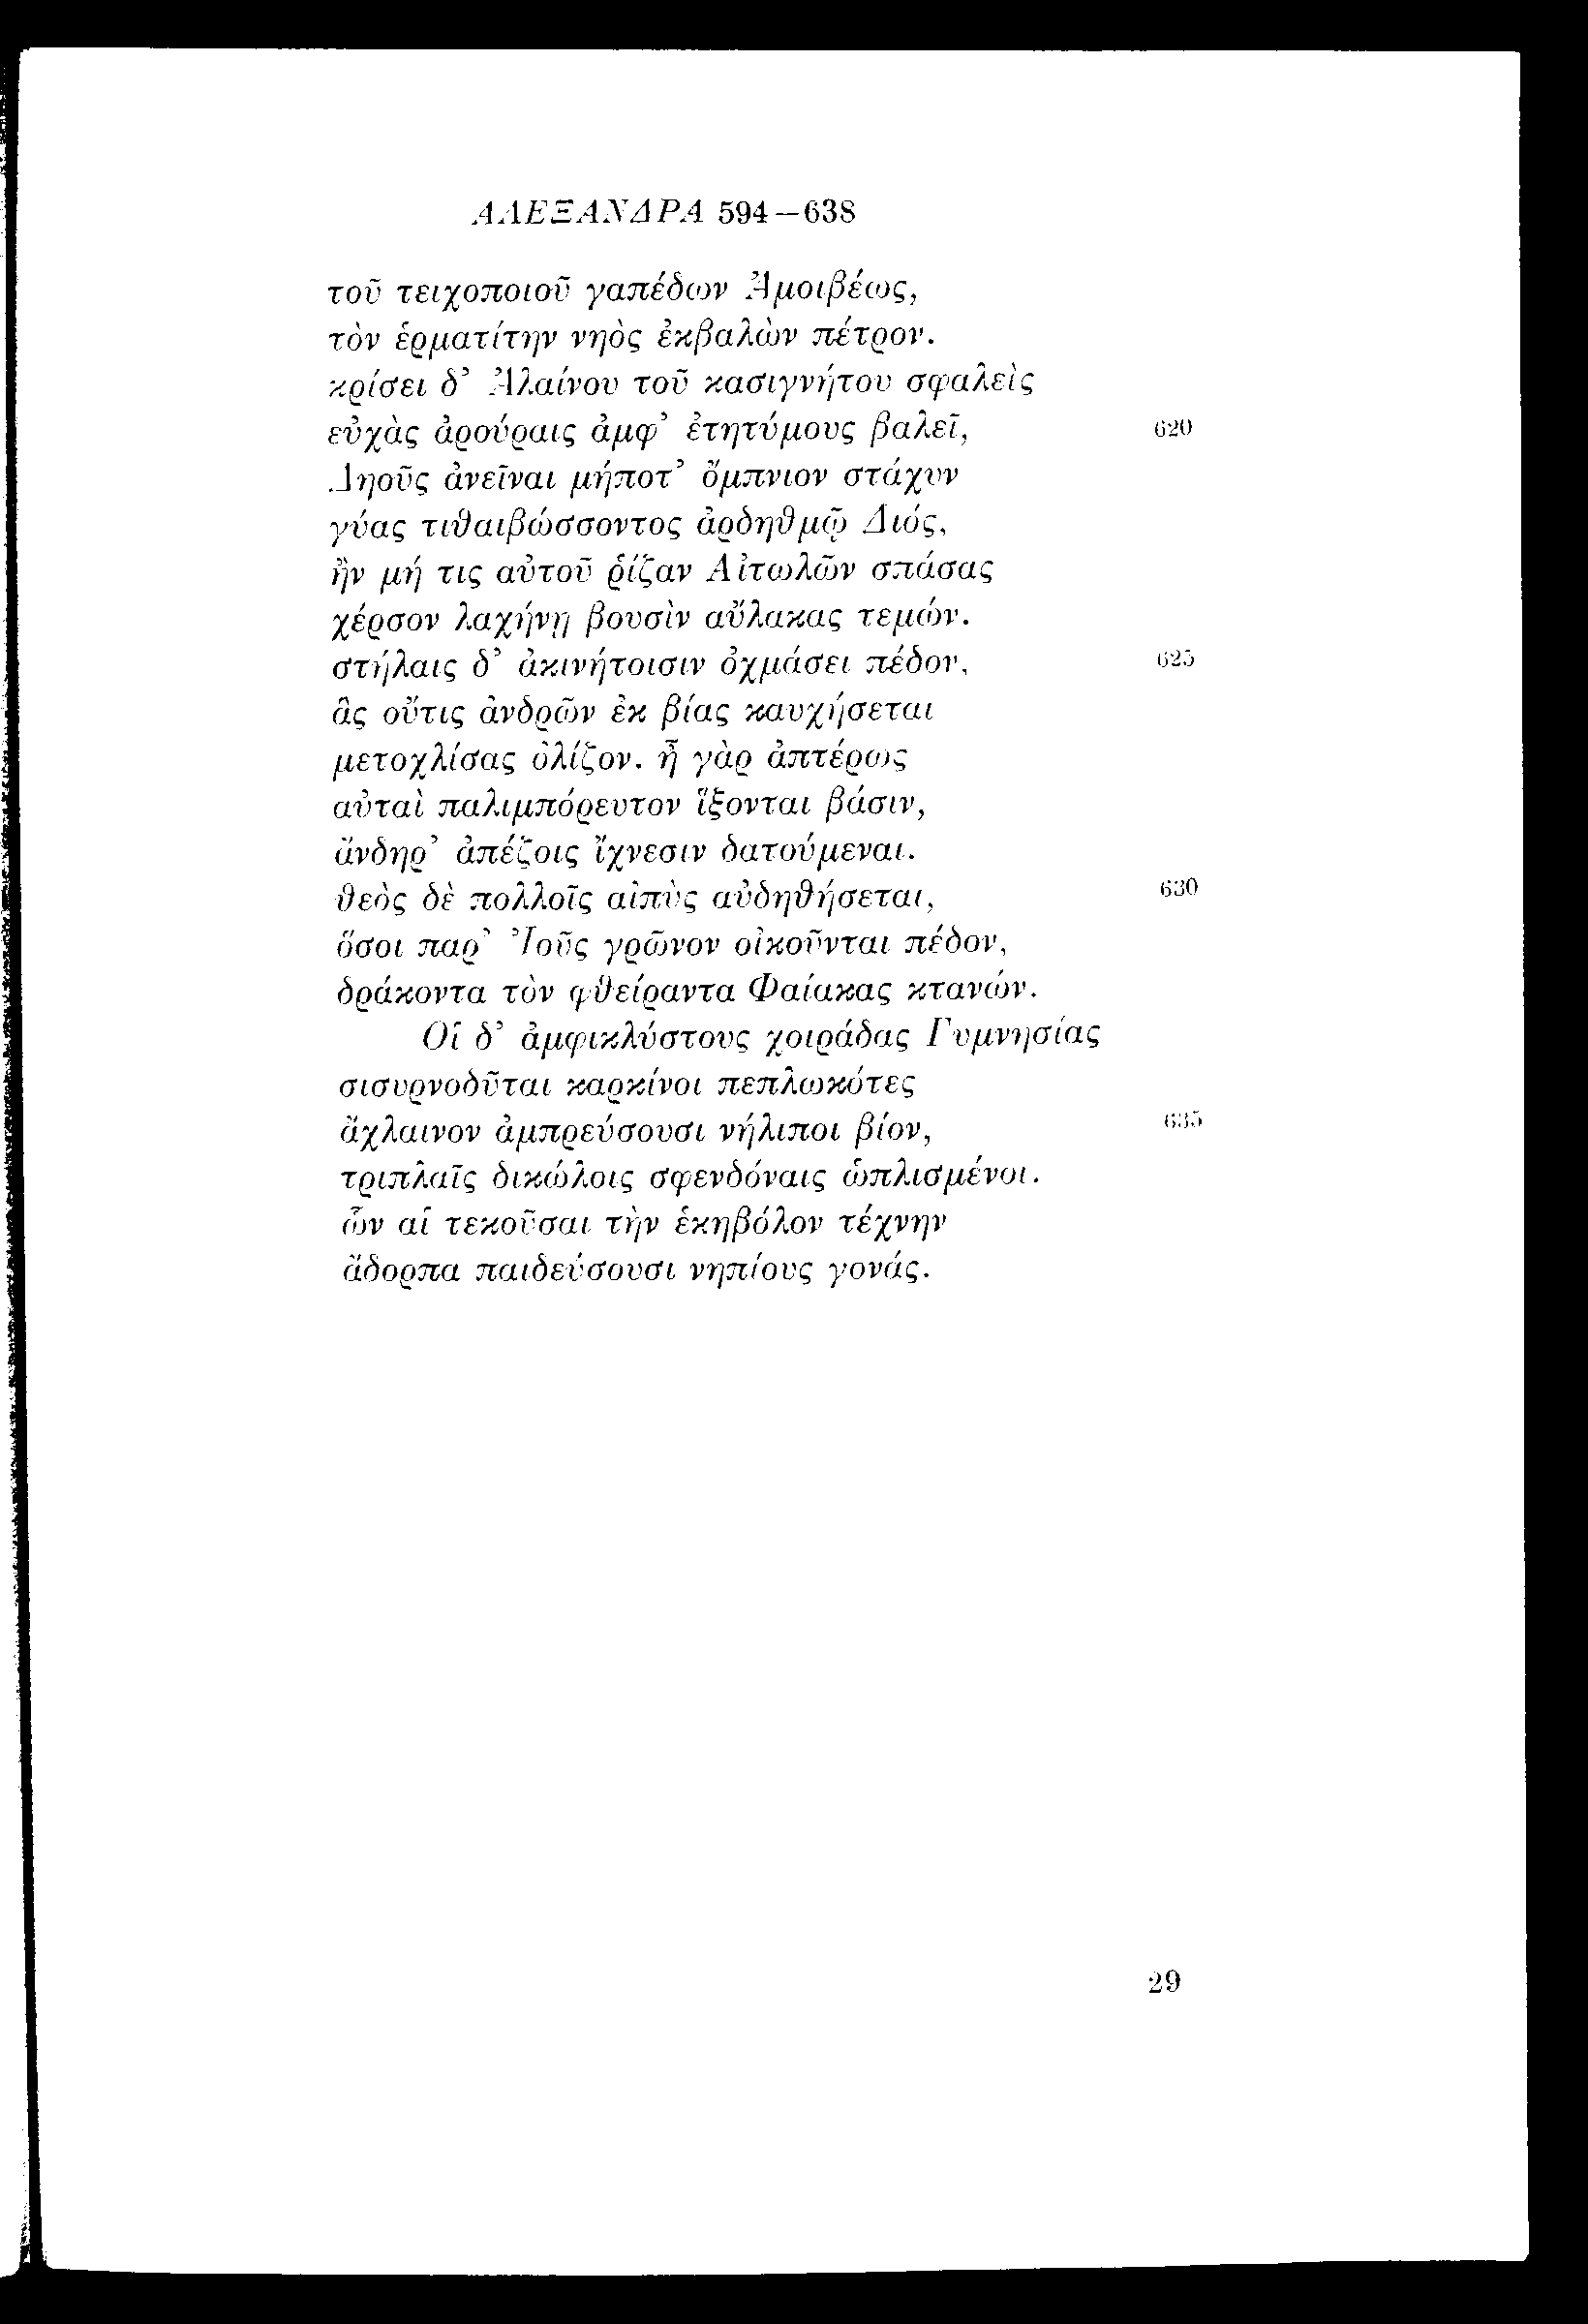 ΑΛΕΞΑΝΔΡΑ 594–638
τοῦ τειχοποιοῦ γαπέδων Ἀμοιβέως,
τὸν ἑρματίτην νηὸς ἐκβαλὼν πέτρον.
κρίσει δ’ Ἀλαίνου τοῦ κασιγνήτου σφαλεὶς
εὐχὰς ἀρούραις ἀμφ’ ἐτητύμους βαλεῖ, 620
Δηοῦς ἀνεῖναι μήποτ’ ὄμπνιον στάχυν
γύας τιθαιβώσσοντος ἀρδηθμῷ Διός,
ἢν μή τις αὐτοῦ ῥίζαν Αἰτωλῶν σπάσας
χέρσον λαχήνῃ βουσὶν αὔλακας τεμών.
στήλαις δ’ ἀκινήτοισιν ὀχμάσει πέδον, 625
ἃς οὔτις ἀνδρῶν ἐκ βίας καυχήσεται
μετοχλίσας ὀλίζον. ἦ γὰρ ἀπτέρως
αὐταὶ παλιμπόρευτον ἵξονται βάσιν,
ἄνδηρ’ ἀπέζοις ἴχνεσιν δατούμεναι.
θεὸς δὲ πολλοῖς αἰπὺς αὐδηθήσεται, 630
ὅσοι παρ’ Ἰοῦς γρῶνον οἰκοῦνται πέδον,
δράκοντα τὸν φθείραντα Φαίακας κτανών.
Οἳ δ’ ἀμφικλύστους χοιράδας Γυμνησίας
σισυρνοδῦται καρκίνοι πεπλωκότες
ἄχλαινον ἀμπρεύσουσι νήλιποι βίον, 635
τριπλαῖς δικώλοις σφενδόναις ὡπλισμένοι.
ὧν αἱ τεκοῦσαι τὴν ἑκηβόλον τέχνην
ἄδορπα παιδεύσουσι νηπίους γονάς.
29